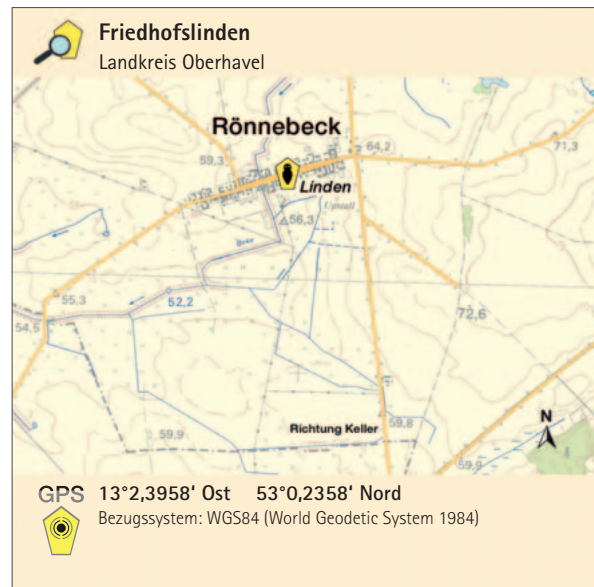 Friedhofslinden
Landkreis Oberhavel
Rönnebeck
64,2
71,3
59,3
Linden
Umstall
56,3
55,3
52,2
54,5
72,6
Richtung Keller
59,8
59,9
59,9
N
GPS 13°2,3958' Ost 53°0,2358' Nord
Bezugssystem: WGS84 (World Geodetic System 1984)